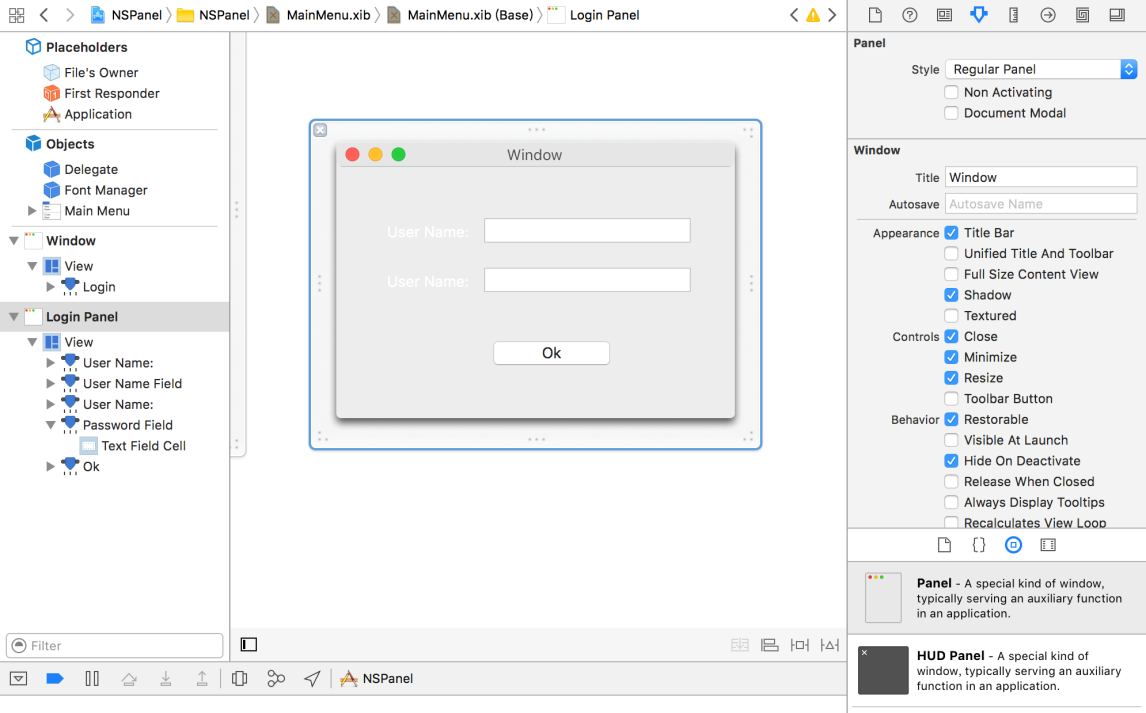 NSPanel NSPanel MainMenu.xib MainMenu.xib (Base) Login Panel
Placeholders
File's Owner
First Responder
Application
Objects
Delegate
Font Manager
Main Menu
Window
View
Login
Login Panel
View
User Name:
User Name Field
User Name:
Password Field
Text Field Cell
Ok
Filter
Window
User Name:
User Name:
Ok
NSPanel
Panel
Style Regular Panel
Non Activating
Document Modal
Window
Title Window
Autosave Autosave Name
Appearance Title Bar
Unified Title And Toolbar
Full Size Content View
Shadow
Textured
Controls Close
Minimize
Resize
Toolbar Button
Behavior Restorable
Visible At Launch
Hide On Deactivate
Release When Closed
Always Display Tooltips
Recalculates View Loop
Panel - A special kind of window,
typically serving an auxiliary function
in an application.
HUD Panel - A special kind of
window, typically serving an auxiliary
function in an application.